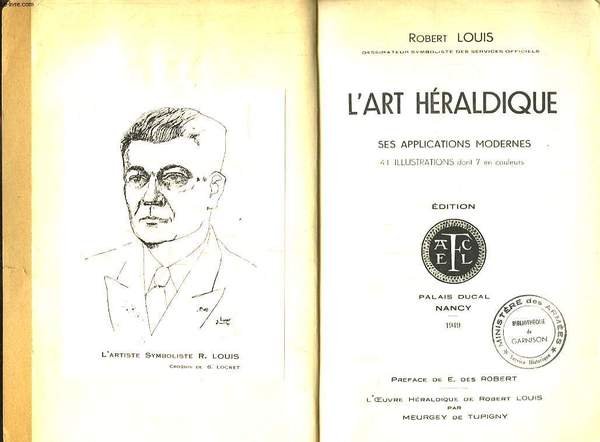 L'ARTISTE SYMBOLISTE R. LOUIS
CROQUIS DE G. LOCRET
ROBERT LOUIS
DESSINATEUR SYMBOLISTE DES SERVICES OFFICIELS
L'ART HÉRALDIQUE
SES APPLICATIONS MODERNES
41 ILLUSTRATIONS dont 7 en couleurs
ÉDITION
PALAIS DUCAL
NANCY
1949
MINISTÈRE des ARMÉES
BIBLIOTHÈQUE
de
GARNISON
Service Historique
PRÉFACE DE E. DES ROBERT
L'ŒUVRE HÉRALDIQUE DE ROBERT LOUIS
PAR
MEURGEY DE TUPIGNY